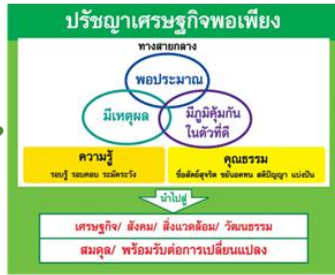 ปรัชญาเศรษฐกิจพอเพียง
ทางสายกลาง
พอประมาณ
มีเหตุผล
มีภูมิคุ้มกัน
ในตัวที่ดี
ความรู้
รอบรู้ รอบคอบ ระมัดระวัง
คุณธรรม
ซื่อสัตย์สุจริต ขยันอดทน สติปัญญา แบ่งปัน
นำไปสู่
เศรษฐกิจ/ สังคม/ สิ่งแวดล้อม/ วัฒนธรรม
สมดุล/ พร้อมรับต่อการเปลี่ยนแปลง